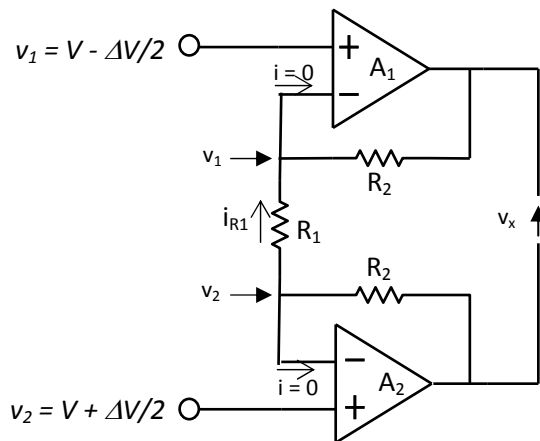 v₁ = V - ΔV/2
+
A₁
i = 0
−
v₁
R₂
iR1
R₁
vₓ
v₂
R₂
−
i = 0
A₂
+
v₂ = V + ΔV/2